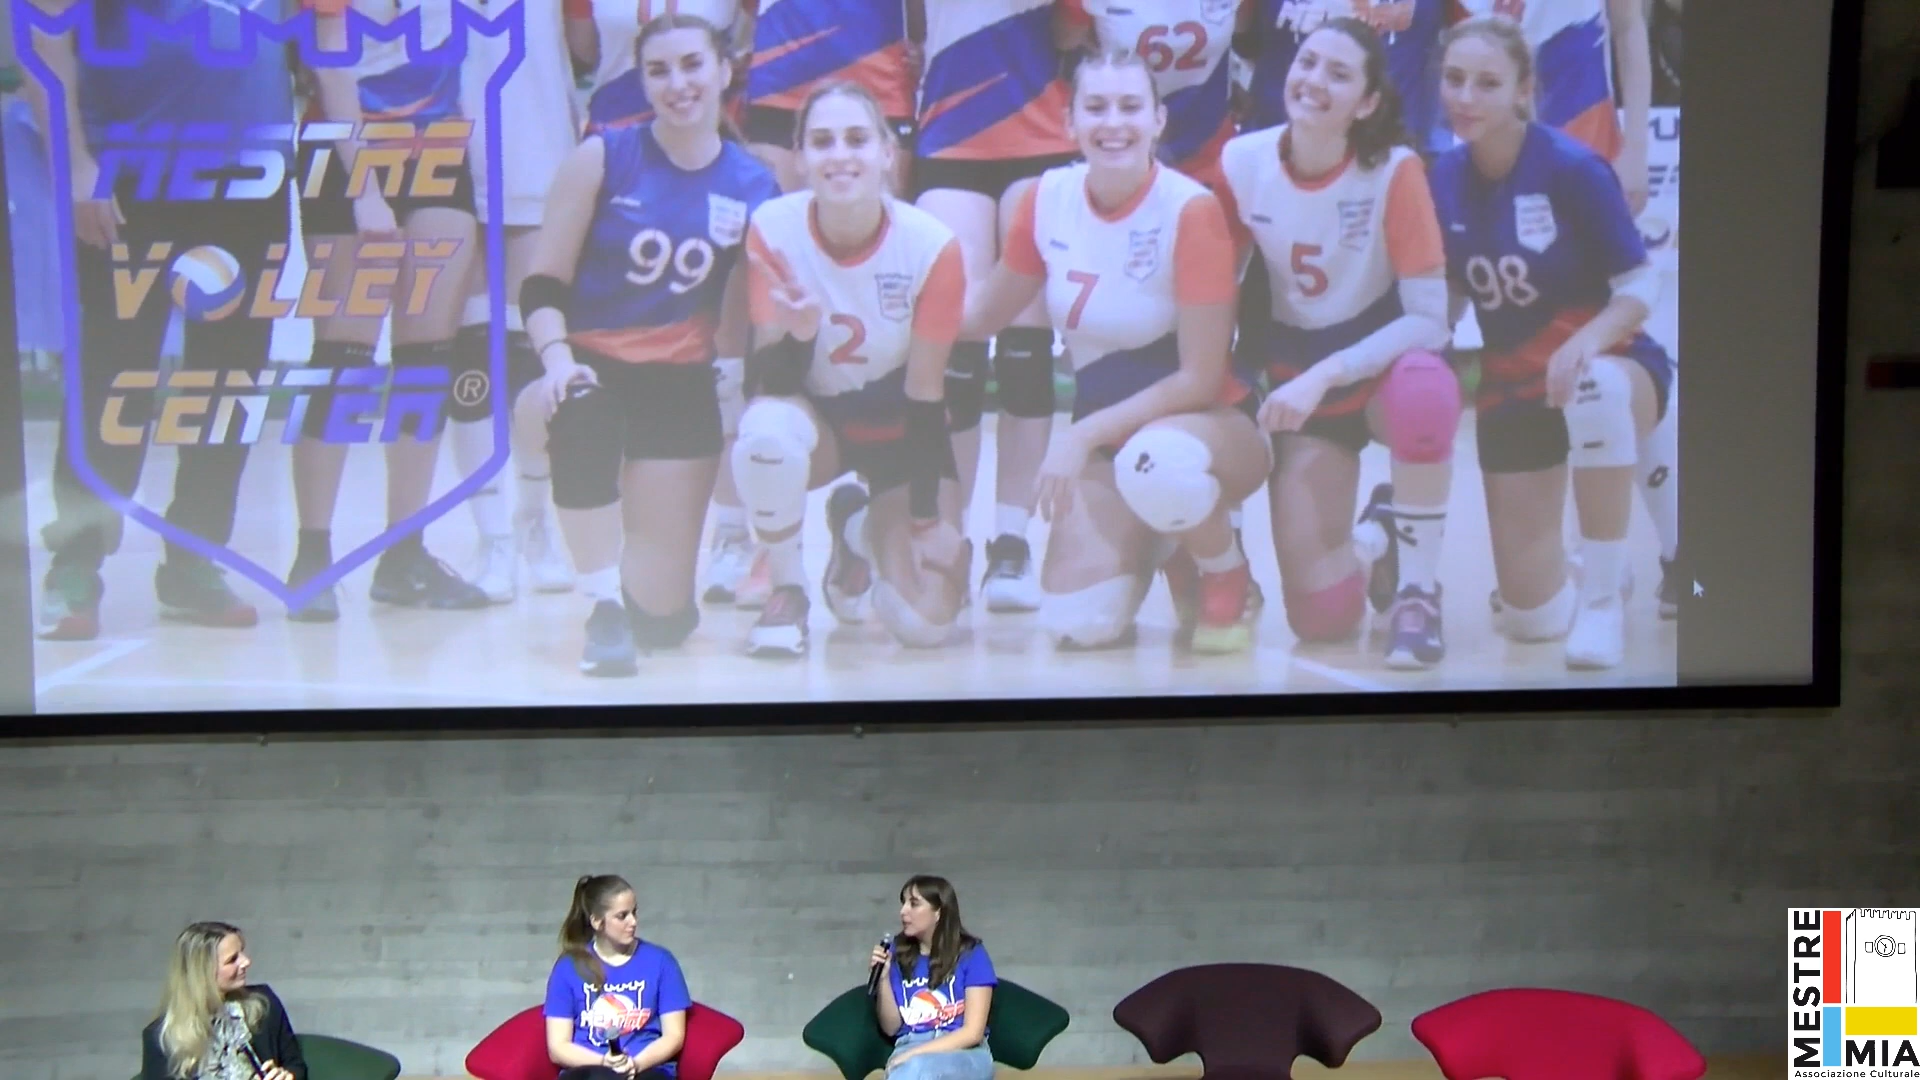 62
MESTRE
VOLLEY
CENTER®
99
2
7
5
98
MESTRE
MIA
Associazione Culturale